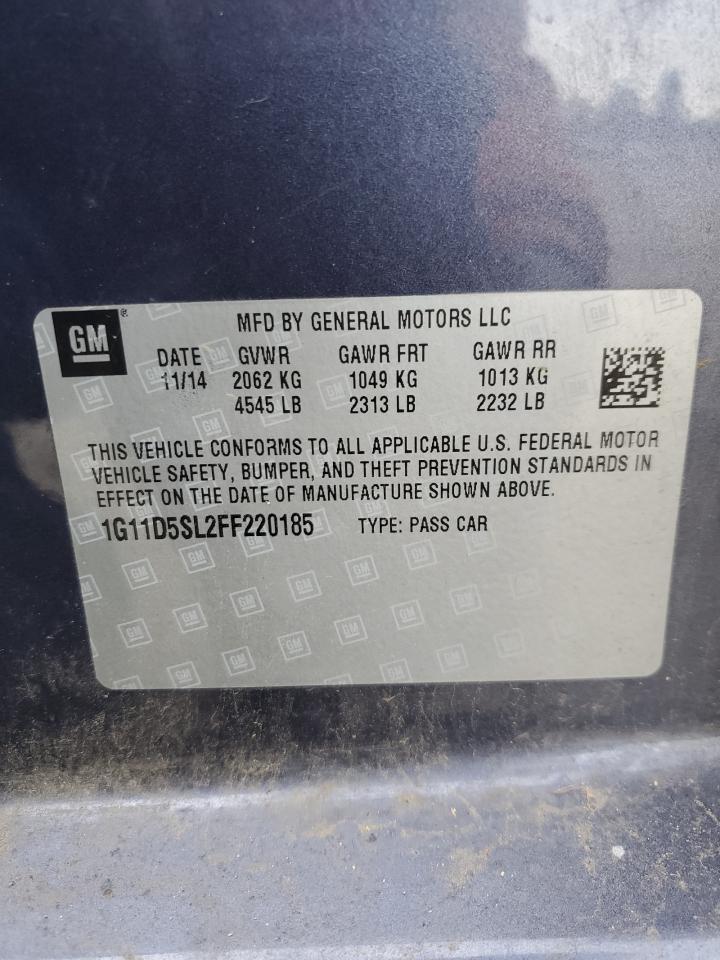 GM
MFD BY GENERAL MOTORS LLC
DATE GVWR GAWR FRT GAWR RR
11/14 2062 KG 1049 KG 1013 KG
4545 LB 2313 LB 2232 LB
THIS VEHICLE CONFORMS TO ALL APPLICABLE U.S. FEDERAL MOTOR
VEHICLE SAFETY, BUMPER, AND THEFT PREVENTION STANDARDS IN
EFFECT ON THE DATE OF MANUFACTURE SHOWN ABOVE.
1G11D5SL2FF220185 TYPE: PASS CAR